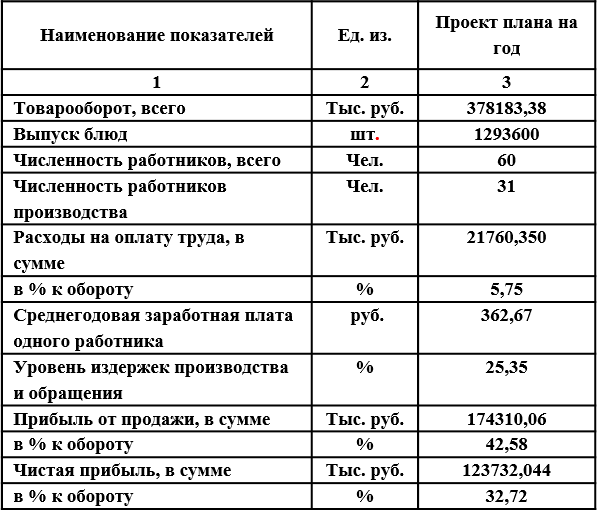 Наименование показателей Ед. из. Проект плана на
год
1 2 3
Товарооборот, всего Тыс. руб. 378183,38
Выпуск блюд шт. 1293600
Численность работников, всего Чел. 60
Численность работников Чел. 31
производства
Расходы на оплату труда, в Тыс. руб. 21760,350
сумме
в % к обороту % 5,75
Среднегодовая заработная плата руб. 362,67
одного работника
Уровень издержек производства % 25,35
и обращения
Прибыль от продажи, в сумме Тыс. руб. 174310,06
в % к обороту % 42,58
Чистая прибыль, в сумме Тыс. руб. 123732,044
в % к обороту % 32,72